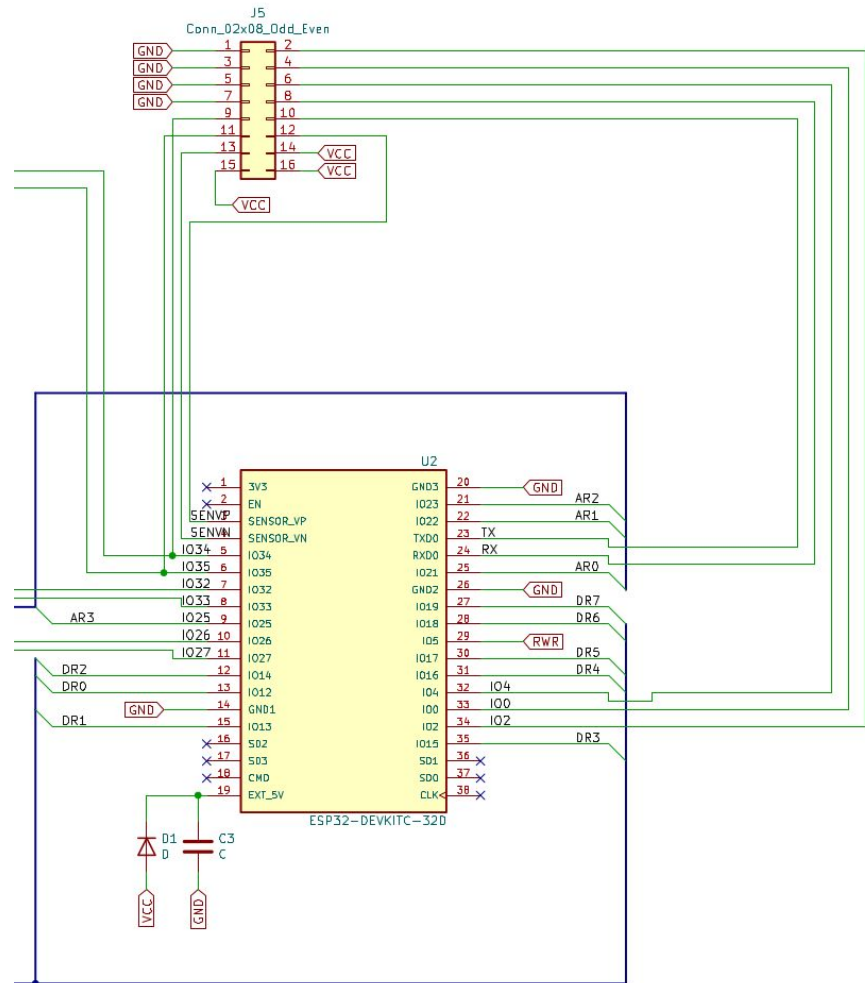 J5
Conn_02x08_Odd_Even
GND 1 2
GND 3 4
GND 5 6
GND 7 8
9 10
11 12
13 14 VCC
15 16 VCC
VCC
U2
1 3V3 GND3 20 GND
2 EN IO23 21 AR2
SENVP 3 SENSOR_VP IO22 22 AR1
SENVN 4 SENSOR_VN TXD0 23 TX
IO34 5 IO34 RXD0 24 RX
IO35 6 IO35 IO21 25 AR0
IO32 7 IO32 GND2 26 GND
IO33 8 IO33 IO19 27 DR7
AR3 IO25 9 IO25 IO18 28 DR6
IO26 10 IO26 IO5 29 RWR
IO27 11 IO27 IO17 30 DR5
DR2 12 IO14 IO16 31 DR4
DR0 13 IO12 IO4 32 IO4
GND 14 GND1 IO0 33 IO0
DR1 15 IO13 IO2 34 IO2
16 SD2 IO15 35 DR3
17 SD3 SD1 36
18 CMD SD0 37
19 EXT_5V CLK 38
ESP32-DEVKITC-32D
D1 C3
D C
VCC GND